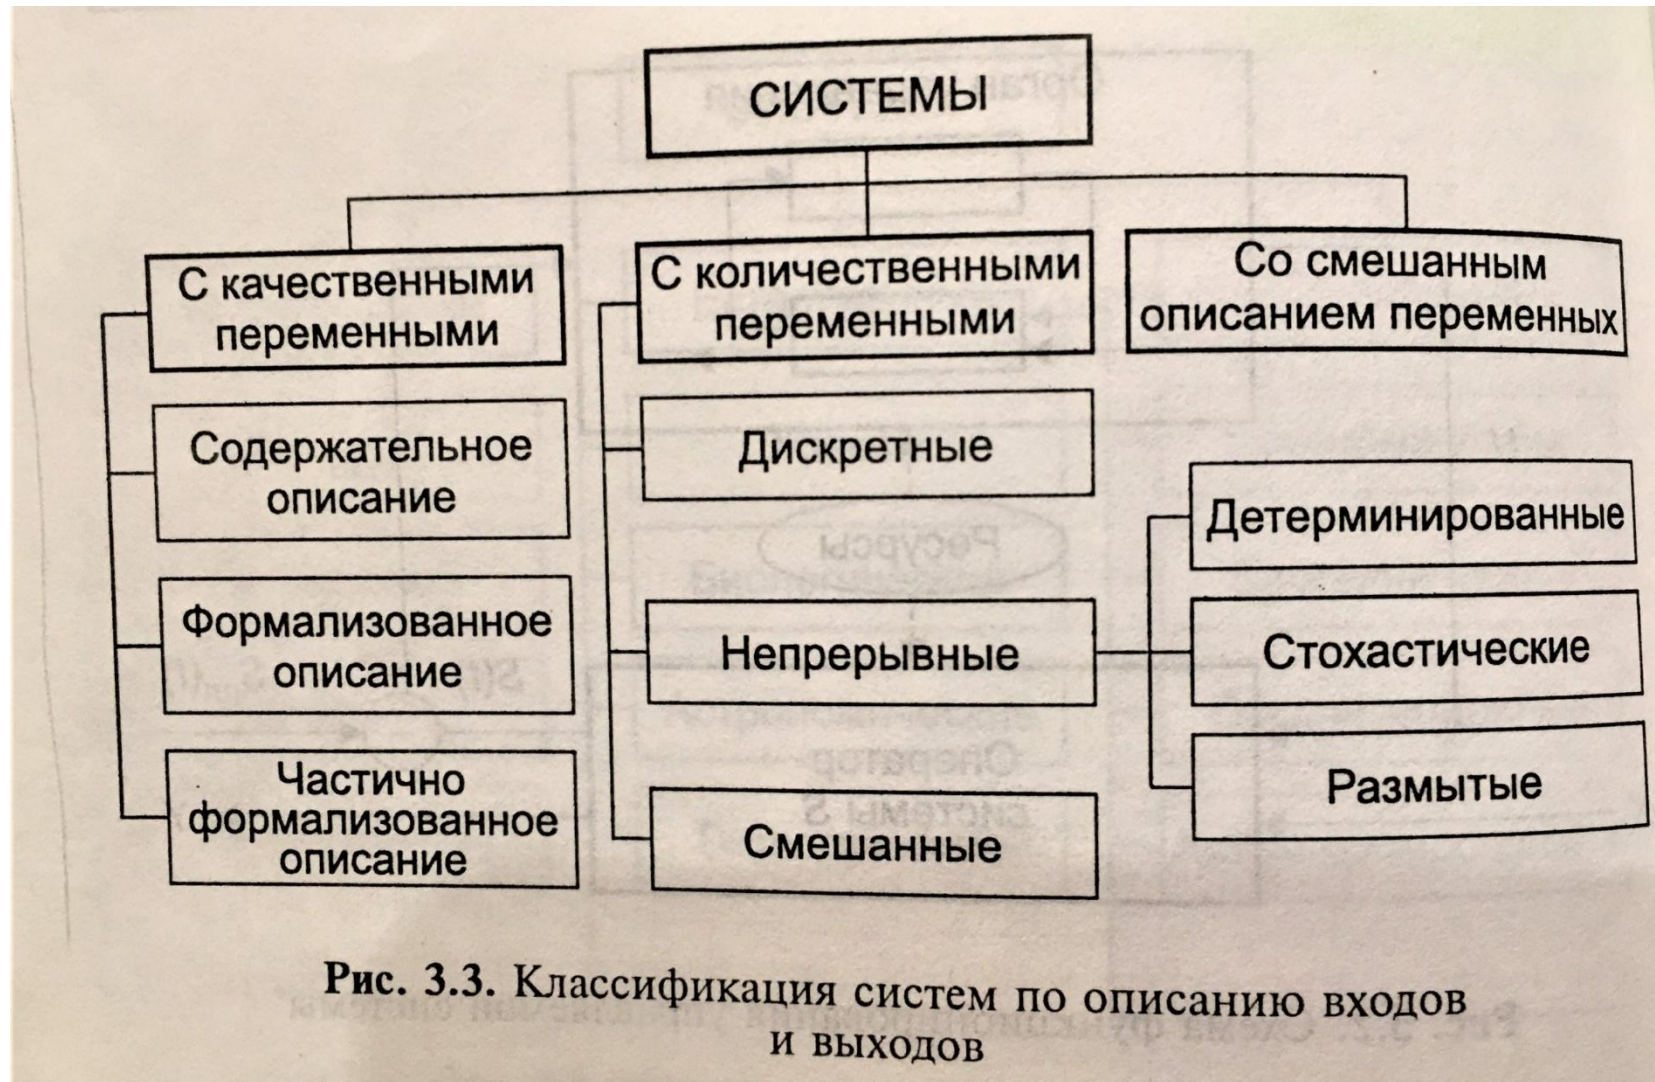 СИСТЕМЫ
С качественными
переменными
С количественными
переменными
Со смешанным
описанием переменных
Содержательное
описание
Формализованное
описание
Частично
формализованное
описание
Дискретные
Непрерывные
Смешанные
Детерминированные
Стохастические
Размытые
Рис. 3.3. Классификация систем по описанию входов
и выходов